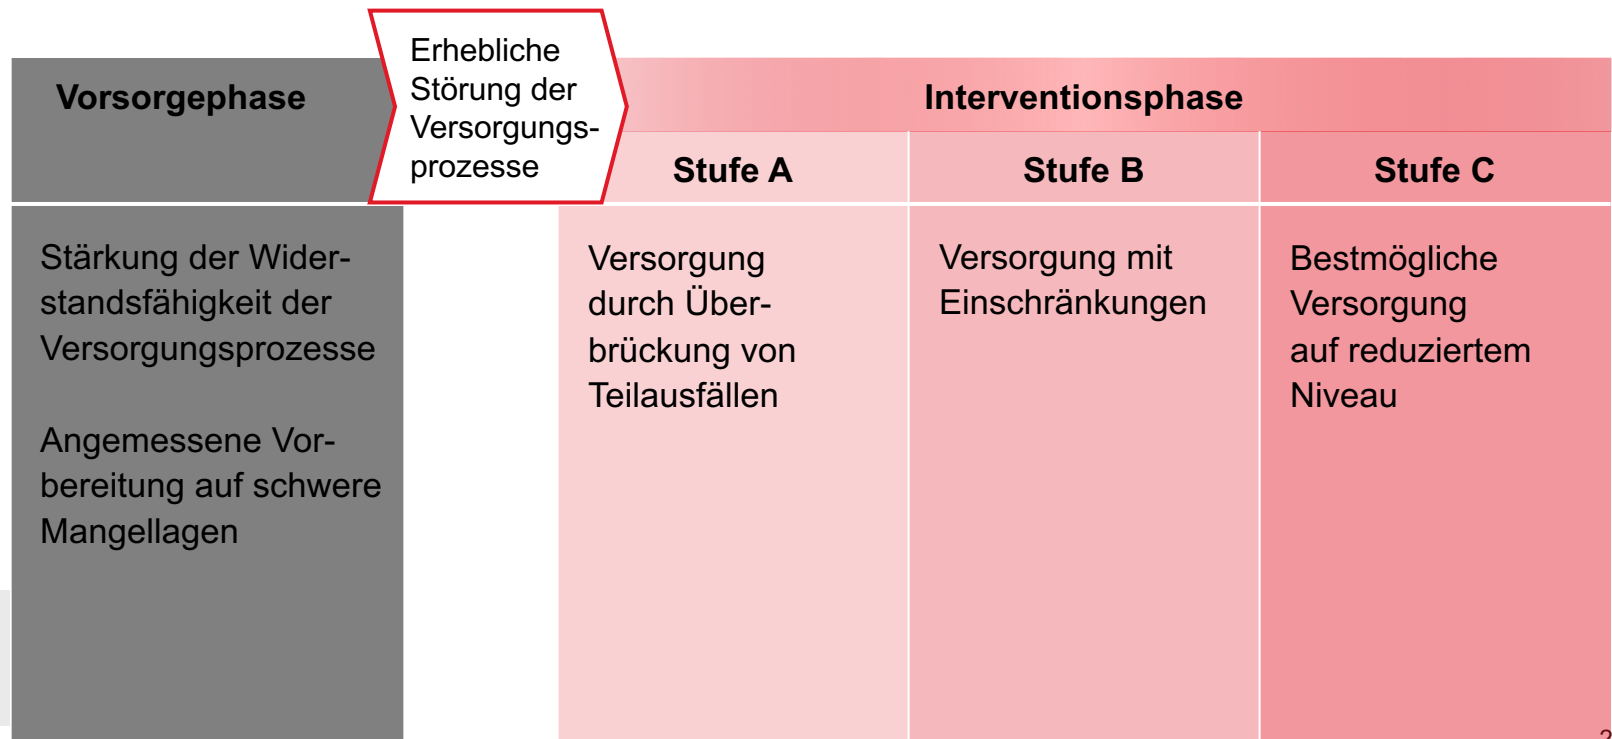 Vorsorgephase
Erhebliche
Störung der
Versorgungs-
prozesse
Interventionsphase
Stufe A
Stufe B
Stufe C
Stärkung der Wider-
standsfähigkeit der
Versorgungsprozesse
Angemessene Vor-
bereitung auf schwere
Mangellagen
Versorgung
durch Über-
brückung von
Teilausfällen
Versorgung mit
Einschränkungen
Bestmögliche
Versorgung
auf reduziertem
Niveau